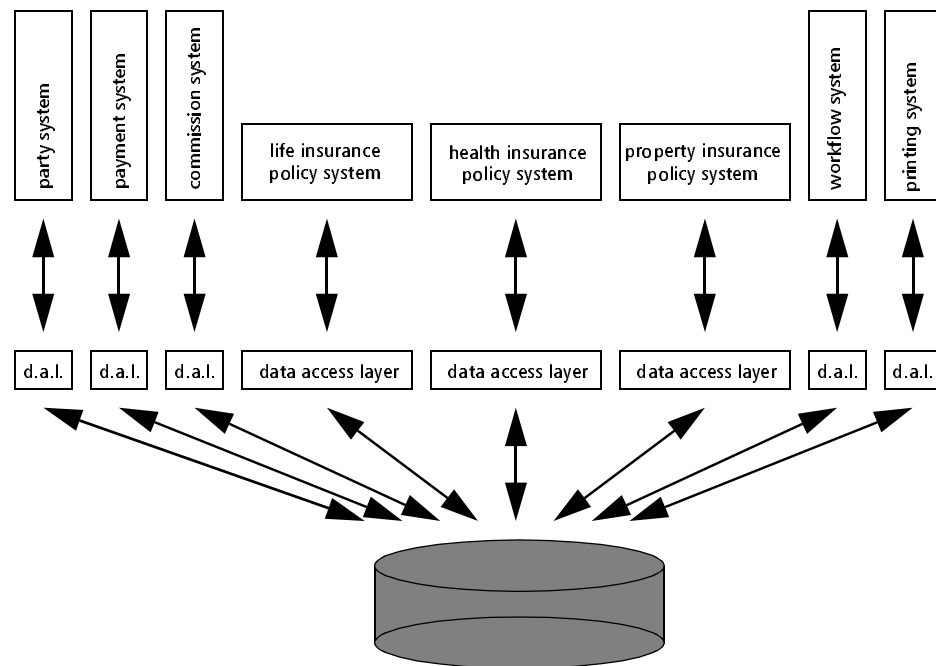 party system
payment system
commission system
life insurance
policy system
health insurance
policy system
property insurance
policy system
workflow system
printing system
d.a.l.
d.a.l.
d.a.l.
data access layer
data access layer
data access layer
d.a.l.
d.a.l.